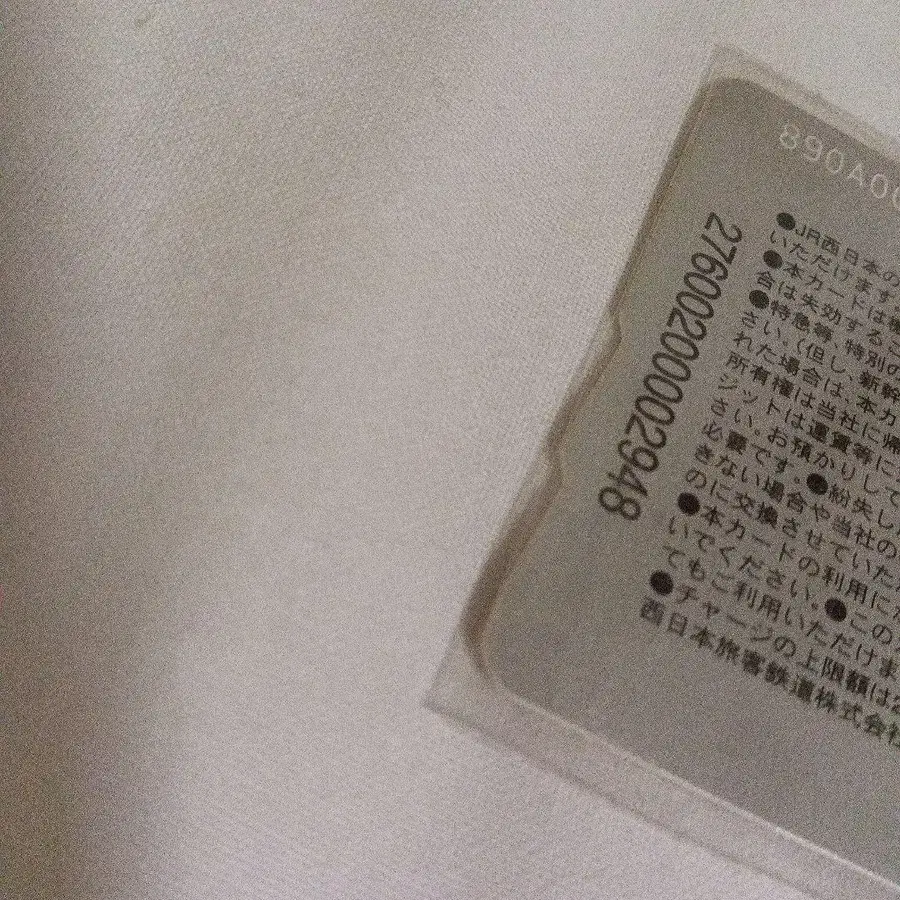 27600200002948
●JR西日本の
いただけます
●本カードは
合は失効するこ
●特急等、特別の
さい。(但し、新幹
れた場合は、本カ
所有権は当社に帰
ジットは運賃等に
さい。お預かりして
必要です。●紛失し
きない場合や当社の
のに交換させていた
●本カードの利用に
いでください。●この
てもご利用いただけま
●チャージの上限額は
西日本旅客鉄道株式会社